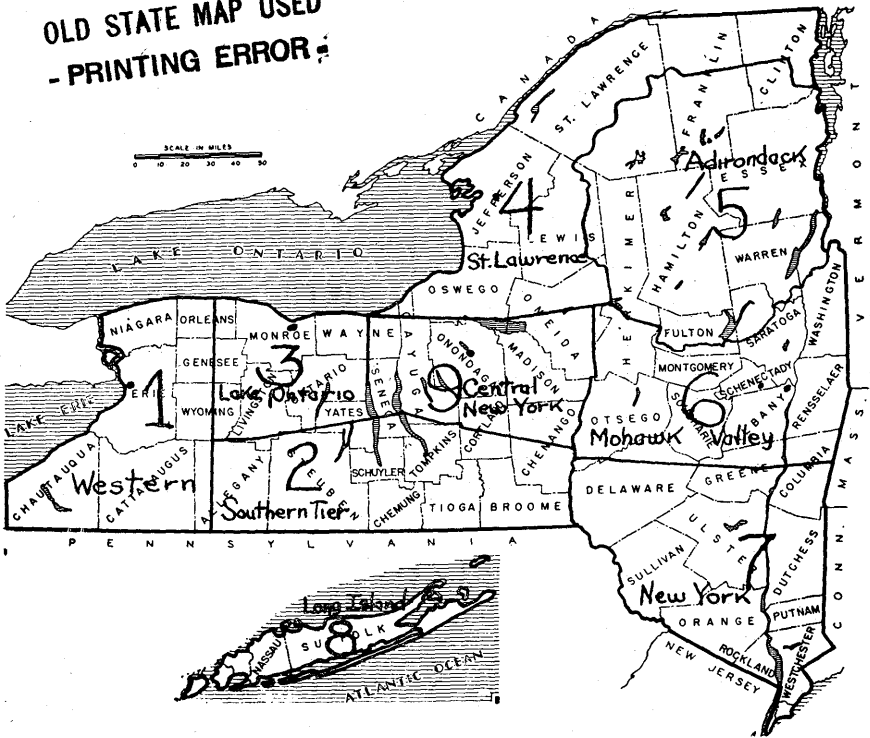 OLD STATE MAP USED
- PRINTING ERROR -
SCALE IN MILES
0 10 20 30 40 50
CANADA
ST. LAWRENCE
FRANKLIN
CLINTON
VERMONT
Adirondack
ESSEX
5
JEFFERSON
4
LEWIS
St. Lawrence
HERKIMER
HAMILTON
WARREN
LAKE ONTARIO
OSWEGO
ONEIDA
WASHINGTON
NIAGARA
ORLEANS
MONROE
WAYNE
CAYUGA
ONONDAGA
MADISON
FULTON
SARATOGA
MONTGOMERY
SCHENECTADY
RENSSELAER
LAKE ERIE
ERIE
1
GENESEE
WYOMING
3
LIVINGSTON
ONTARIO
Lake Ontario
YATES
SENECA
9
Central
New York
CORTLAND
CHENANGO
OTSEGO
SCHOHARIE
6
ALBANY
Mohawk Valley
MASS.
CHAUTAUQUA
CATTARAUGUS
Western
ALLEGANY
2
STEUBEN
Southern Tier
SCHUYLER
TOMPKINS
CHEMUNG
TIOGA
BROOME
DELAWARE
GREENE
COLUMBIA
PENNSYLVANIA
ULSTER
7
DUTCHESS
SULLIVAN
New York
ORANGE
PUTNAM
CONN.
ROCKLAND
WESTCHESTER
NEW JERSEY
Long Island
8
NASSAU
SUFFOLK
ATLANTIC OCEAN